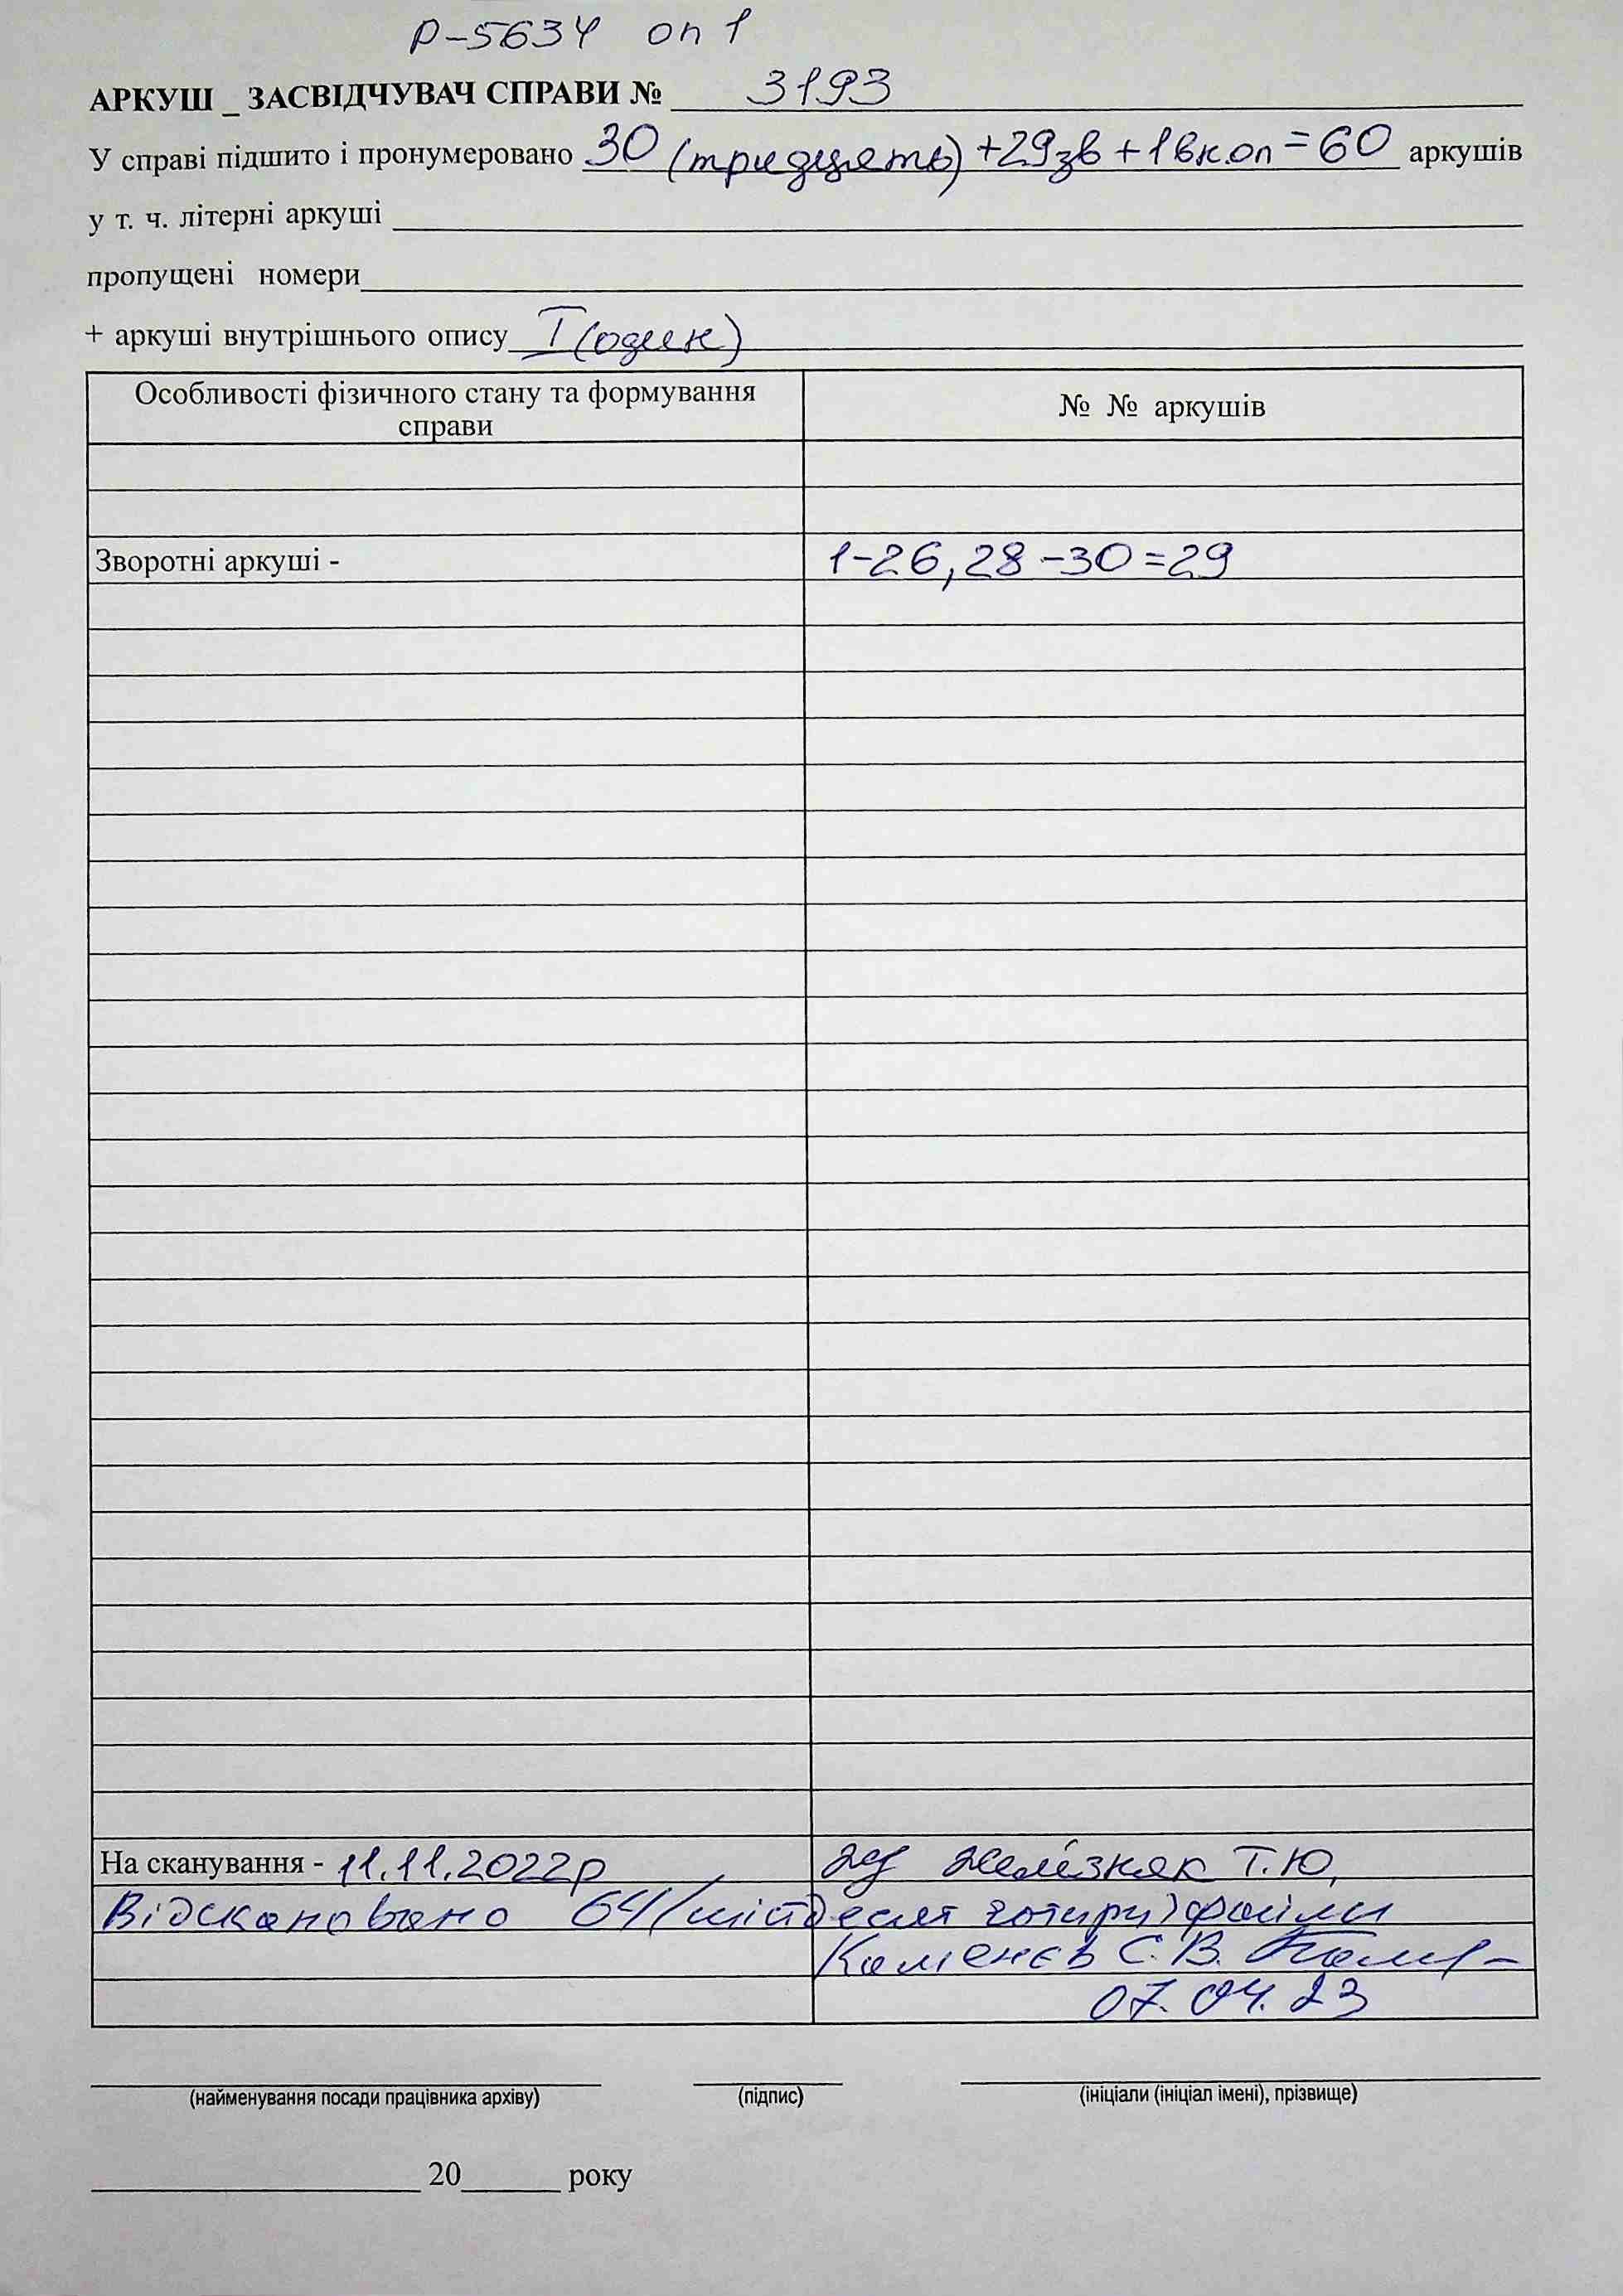 Р-5634 оп 1
АРКУШ _ ЗАСВІДЧУВАЧ СПРАВИ № 3193
У справі підшито і пронумеровано 30 (тридцять) +29зв + 1вн.оп = 60 аркушів
у т. ч. літерні аркуші
пропущені номери
+ аркуші внутрішнього опису I (один)
Особливості фізичного стану та формування справи № № аркушів
Зворотні аркуші - 1-26, 28-30=29
На сканування - 11.11.2022р Желізняк Т.Ю,
Відскановано 64 (шістдесят чотири) файли
Каменєв С.В.
07.04.23
(найменування посади працівника архіву) (підпис) (ініціали (ініціал імені), прізвище)
20 року